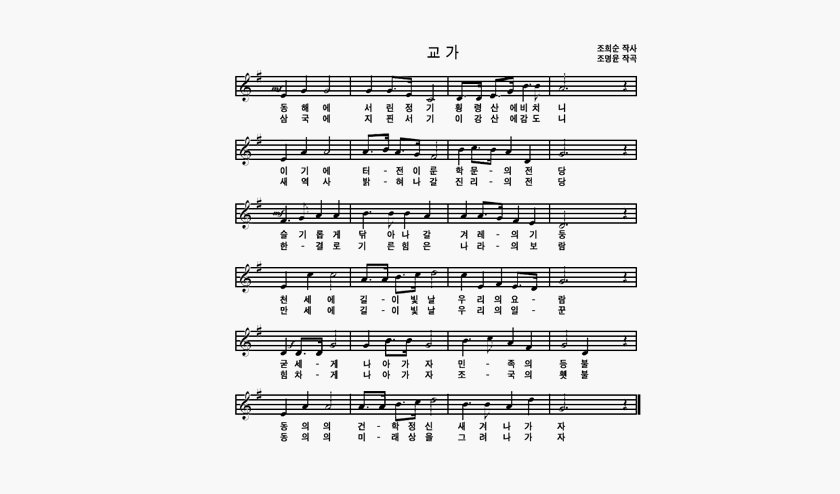 교 가
조희순 작사
조명윤 작곡
동 해 에 서 린 정 기 황 령 산 에 비 치 니
삼 국 에 지 핀 서 기 이 강 산 에 감 도 니
이 기 에 터 - 전 이 룬 학 문 - 의 전 당
새 역 사 밝 - 혀 나 갈 진 리 - 의 전 당
mf
슬 기 롭 게 닦 아 나 갈 겨 레 - 의 기 동
한 - 결 로 기 른 힘 은 나 라 - 의 보 람
천 세 에 길 - 이 빛 날 우 리 의 요 - 람
만 세 에 길 - 이 빛 날 우 리 의 일 - 꾼
굳 세 - 게 나 아 가 자 민 - 족 의 등 불
힘 차 - 게 나 아 가 자 조 - 국 의 횃 불
동 의 의 건 - 학 정 신 새 겨 나 가 자
동 의 의 미 - 래 상 을 그 려 나 가 자